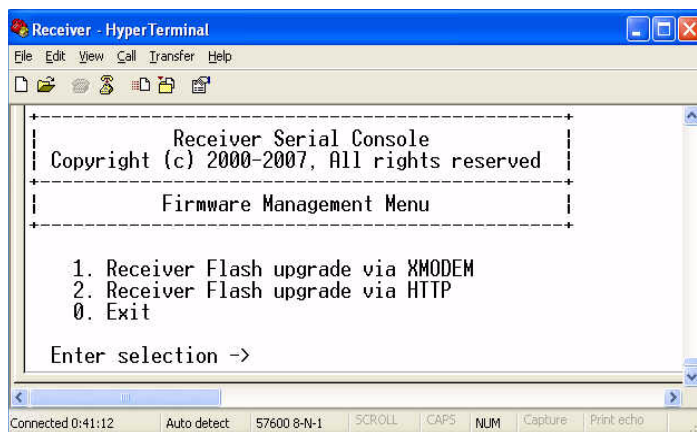 Receiver - HyperTerminal
File Edit View Call Transfer Help
Receiver Serial Console
Copyright (c) 2000-2007, All rights reserved
Firmware Management Menu
1. Receiver Flash upgrade via XMODEM
2. Receiver Flash upgrade via HTTP
0. Exit
Enter selection ->
Connected 0:41:12 Auto detect 57600 8-N-1 SCROLL CAPS NUM Capture Print echo